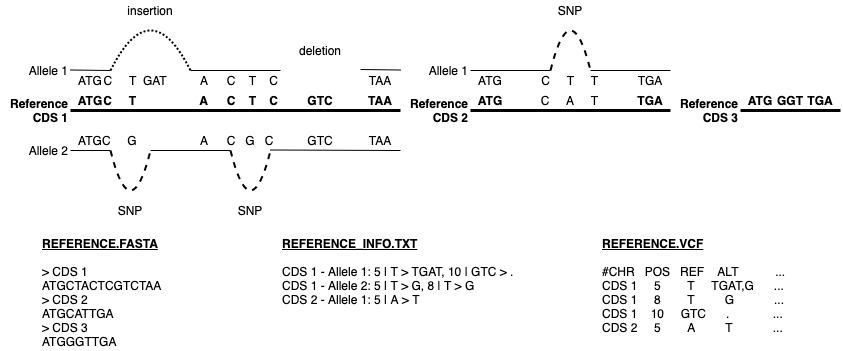 insertion
SNP
deletion
Allele 1
ATGC T GAT A C T C TAA
Allele 1
ATG C T T TGA
Reference CDS 1
ATGC T A C T C GTC TAA
Reference CDS 2
ATG C A T TGA
Reference CDS 3
ATG GGT TGA
Allele 2
ATGC G A C G C GTC TAA
SNP
SNP
REFERENCE.FASTA
> CDS 1
ATGCTACTCGTCTAA
> CDS 2
ATGCATTGA
> CDS 3
ATGGGTTGA
REFERENCE_INFO.TXT
CDS 1 - Allele 1: 5 | T > TGAT, 10 | GTC > .
CDS 1 - Allele 2: 5 | T > G, 8 | T > G
CDS 2 - Allele 1: 5 | A > T
REFERENCE.VCF
#CHR POS REF ALT ...
CDS 1 5 T TGAT,G ...
CDS 1 8 T G ...
CDS 1 10 GTC . ...
CDS 2 5 A T ...